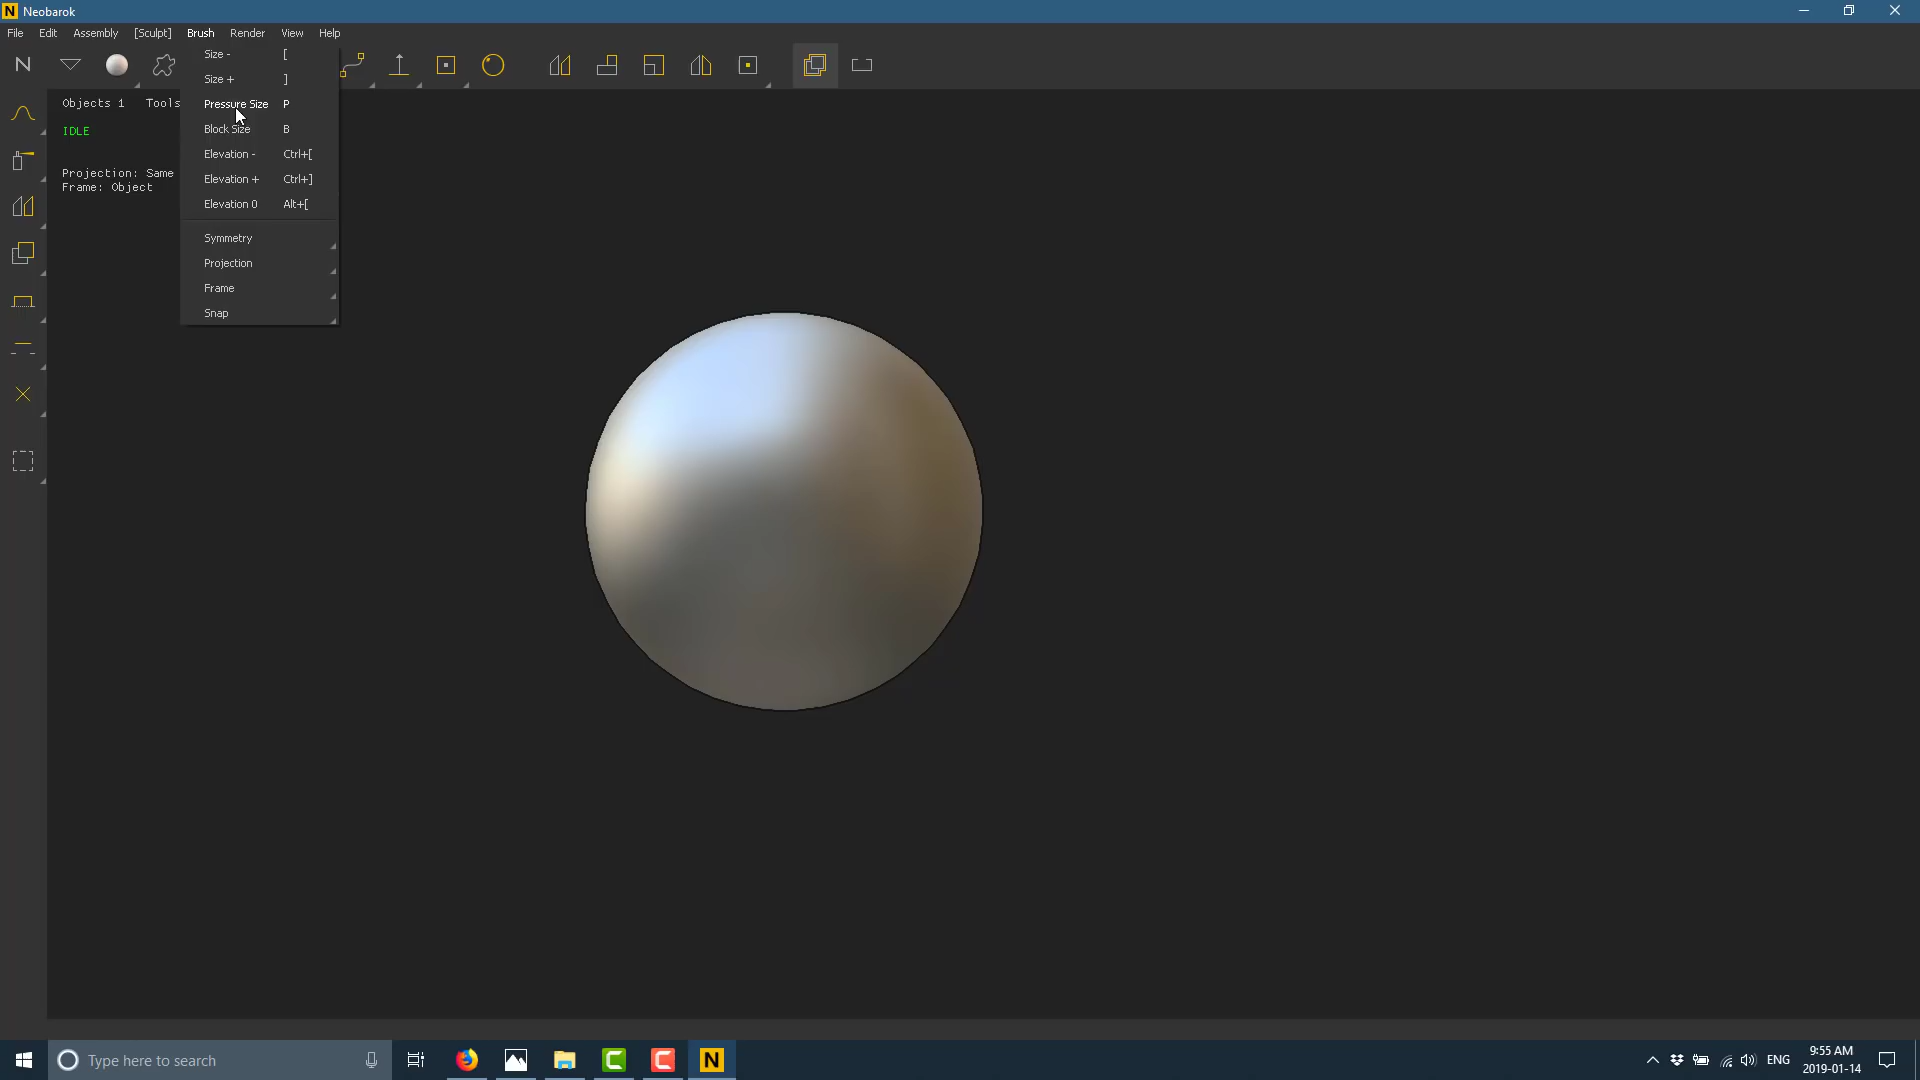 Neobarok
File Edit Assembly [Sculpt] Brush Render View Help
N
Size - [
Size + ]
Pressure Size P
Block Size B
Elevation - Ctrl+[
Elevation + Ctrl+]
Elevation 0 Alt+[
Symmetry
Projection
Frame
Snap
Objects 1 Tools
IDLE
Projection: Same
Frame: Object
Type here to search
N
ENG
9:55 AM
2019-01-14